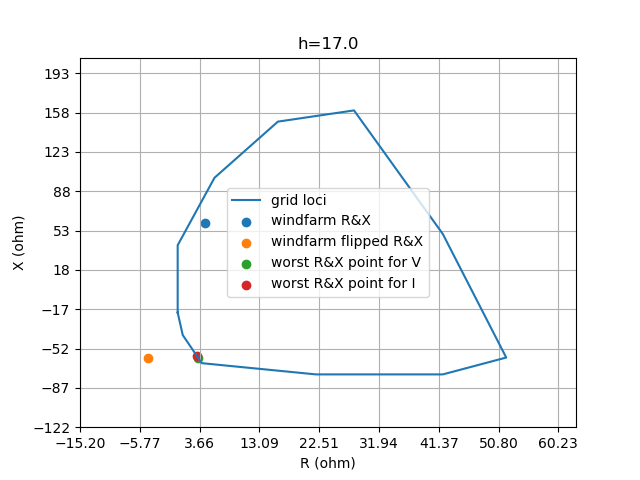 h=17.0
X (ohm)
193
158
123
88
53
18
−17
−52
−87
−122
grid loci
windfarm R&X
windfarm flipped R&X
worst R&X point for V
worst R&X point for I
−15.20 −5.77 3.66 13.09 22.51 31.94 41.37 50.80 60.23
R (ohm)